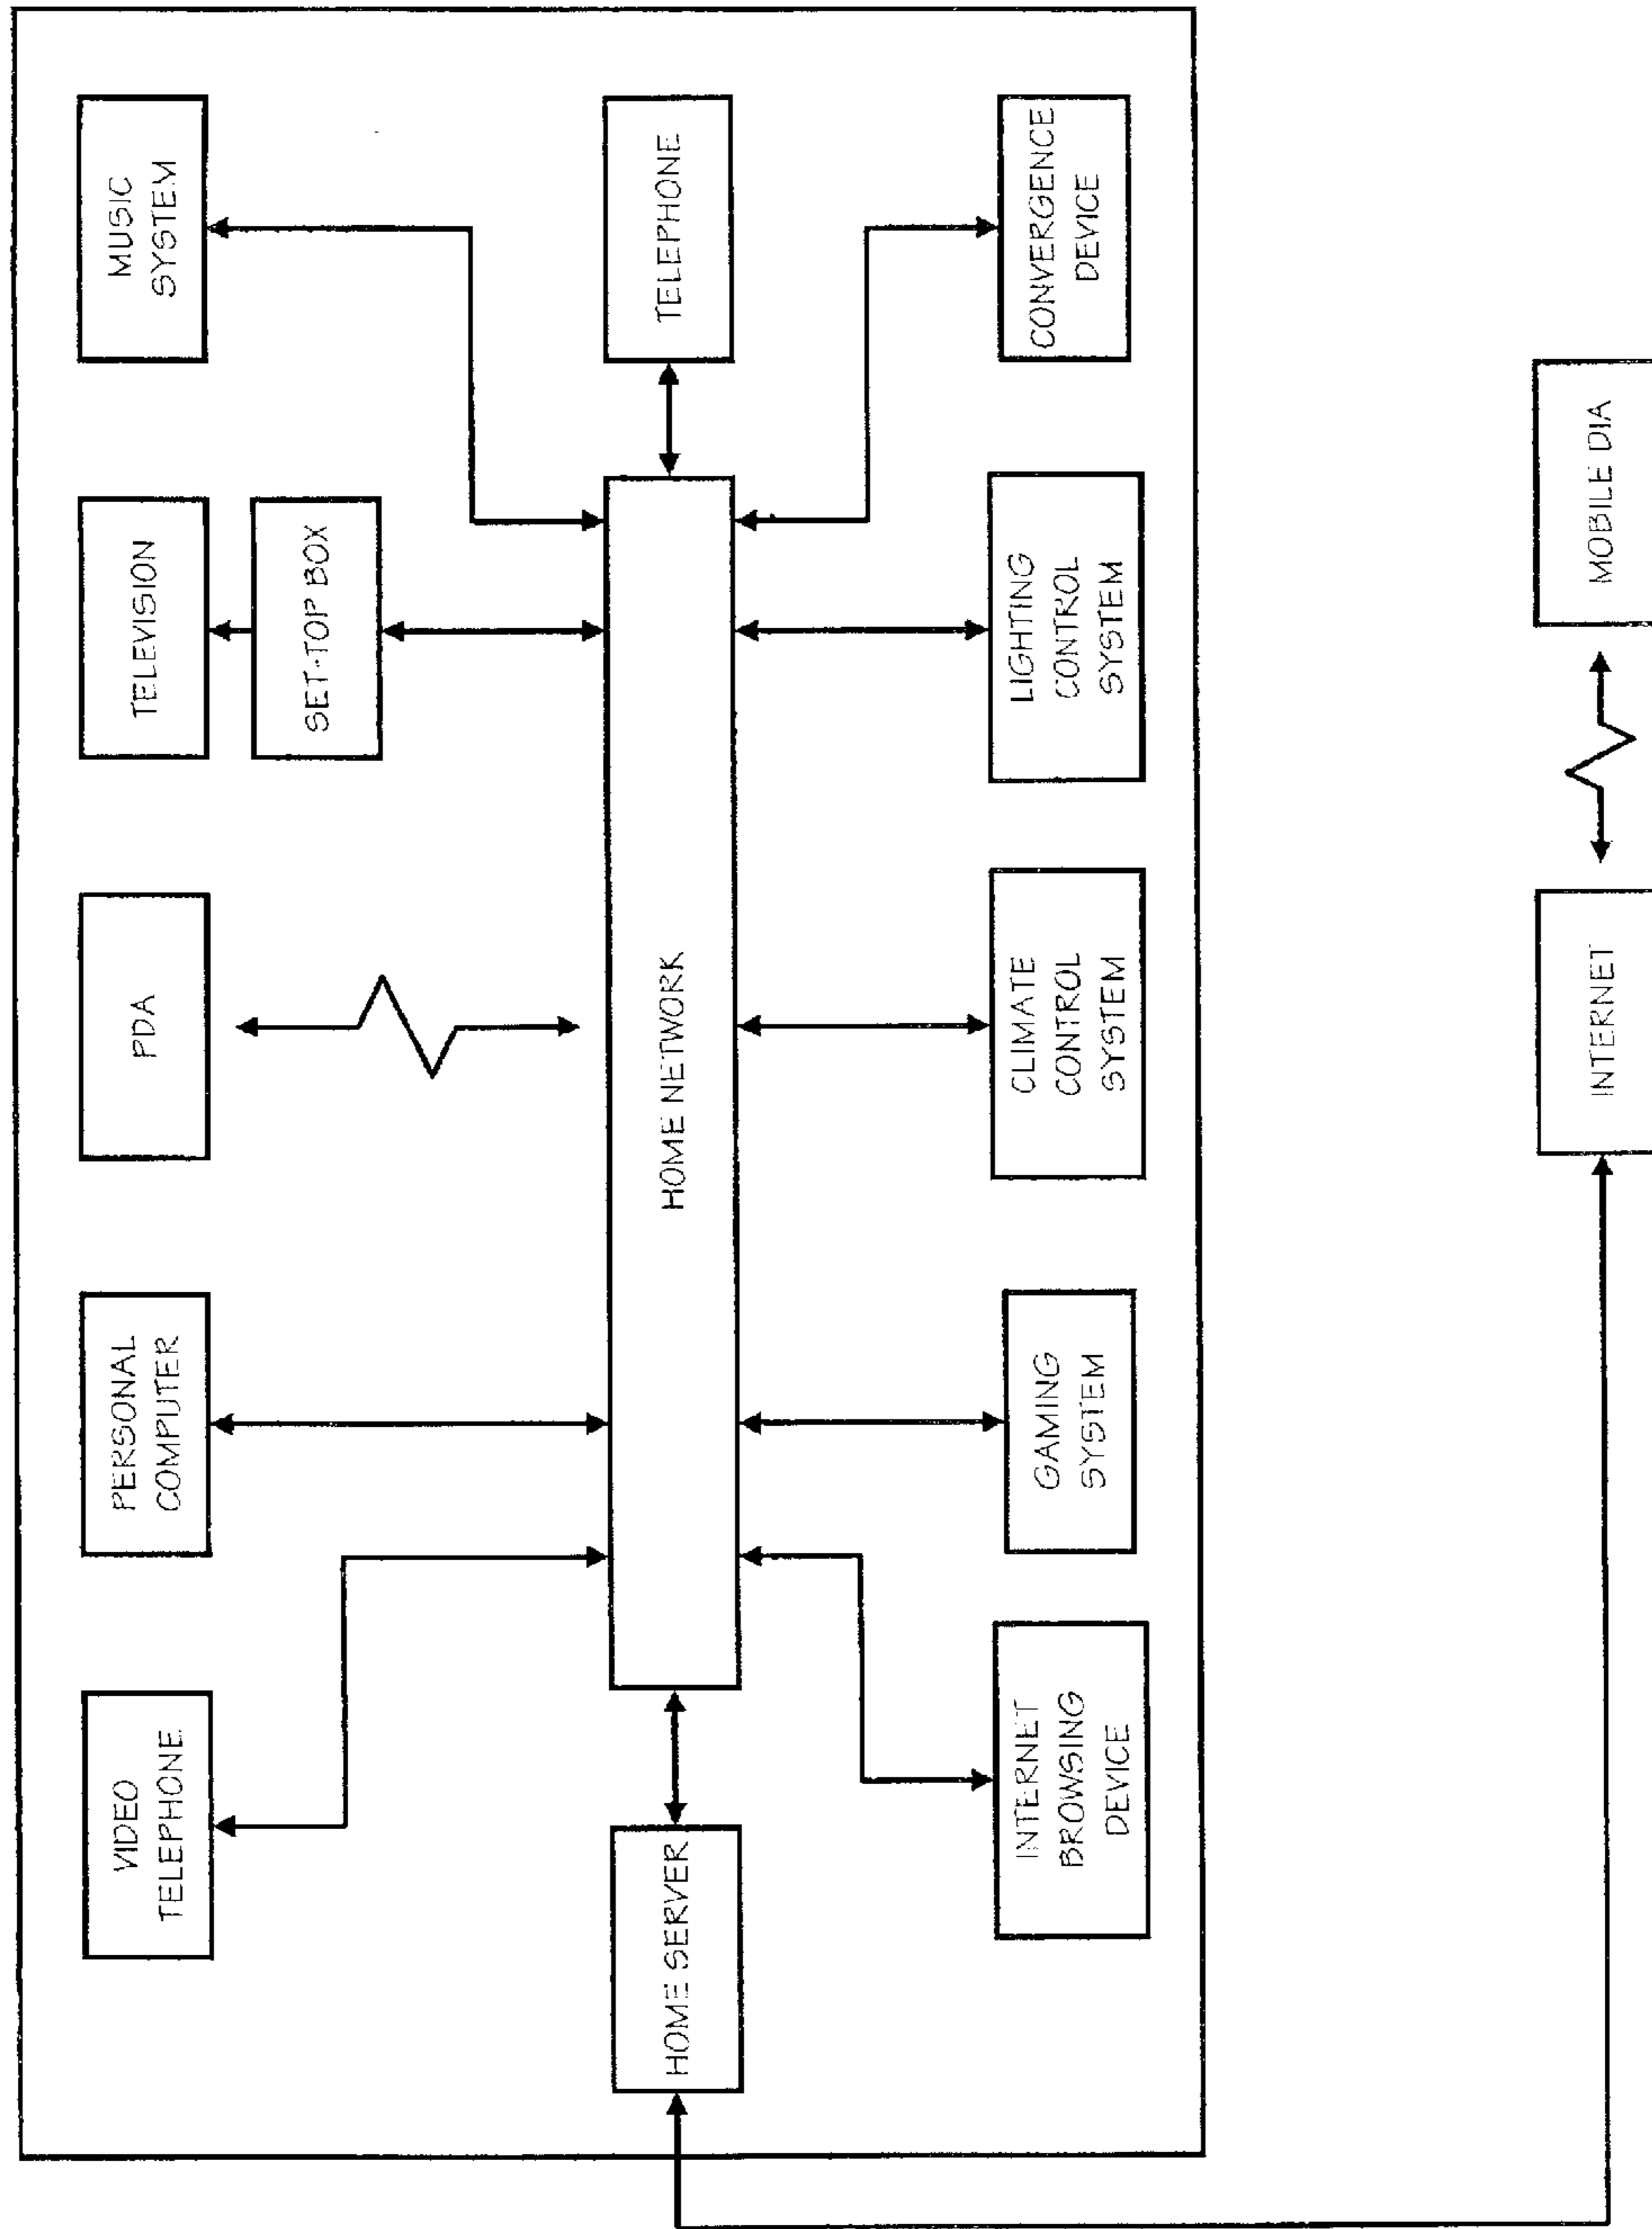 VIDEO
TELEPHONE
PERSONAL
COMPUTER
PDA
TELEVISION
SET-TOP BOX
MUSIC
SYSTEM
HOME SERVER
HOME NETWORK
TELEPHONE
INTERNET
BROWSING
DEVICE
GAMING
SYSTEM
CLIMATE
CONTROL
SYSTEM
LIGHTING
CONTROL
SYSTEM
CONVERGENCE
DEVICE
INTERNET
MOBILE DIA